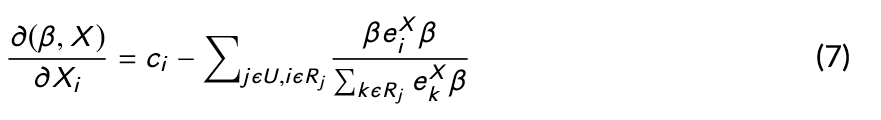 ∂(β, X)/∂X_i = c_i − ∑_{jϵU,iϵR_j} βe_i^X β / ∑_{kϵR_j} e_k^X β (7)